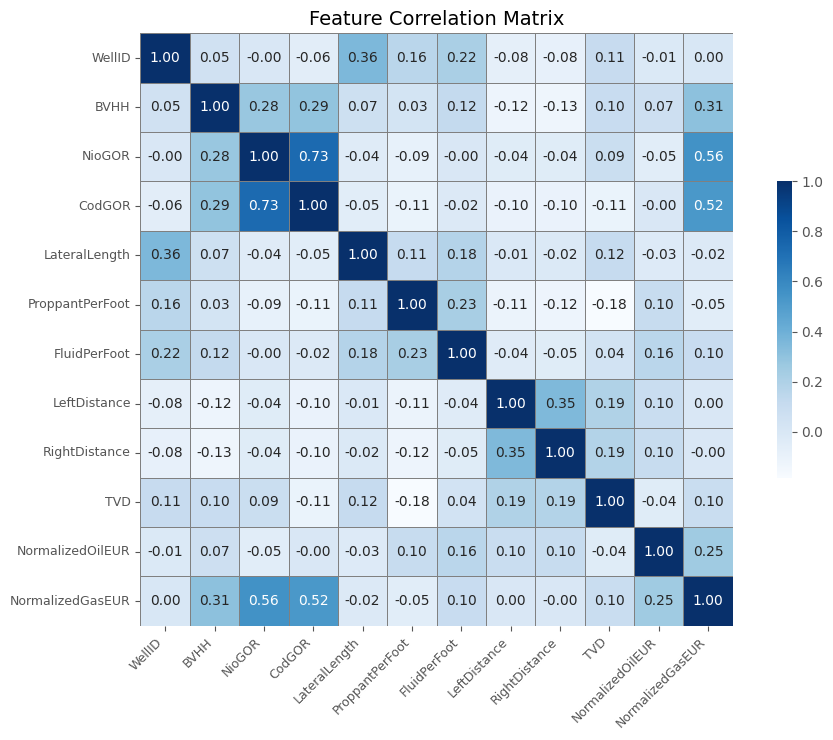 Feature Correlation Matrix
WellID 1.00 0.05 -0.00 -0.06 0.36 0.16 0.22 -0.08 -0.08 0.11 -0.01 0.00
BVHH 0.05 1.00 0.28 0.29 0.07 0.03 0.12 -0.12 -0.13 0.10 0.07 0.31
NioGOR -0.00 0.28 1.00 0.73 -0.04 -0.09 -0.00 -0.04 -0.04 0.09 -0.05 0.56
CodGOR -0.06 0.29 0.73 1.00 -0.05 -0.11 -0.02 -0.10 -0.10 -0.11 -0.00 0.52
LateralLength 0.36 0.07 -0.04 -0.05 1.00 0.11 0.18 -0.01 -0.02 0.12 -0.03 -0.02
ProppantPerFoot 0.16 0.03 -0.09 -0.11 0.11 1.00 0.23 -0.11 -0.12 -0.18 0.10 -0.05
FluidPerFoot 0.22 0.12 -0.00 -0.02 0.18 0.23 1.00 -0.04 -0.05 0.04 0.16 0.10
LeftDistance -0.08 -0.12 -0.04 -0.10 -0.01 -0.11 -0.04 1.00 0.35 0.19 0.10 0.00
RightDistance -0.08 -0.13 -0.04 -0.10 -0.02 -0.12 -0.05 0.35 1.00 0.19 0.10 -0.00
TVD 0.11 0.10 0.09 -0.11 0.12 -0.18 0.04 0.19 0.19 1.00 -0.04 0.10
NormalizedOilEUR -0.01 0.07 -0.05 -0.00 -0.03 0.10 0.16 0.10 0.10 -0.04 1.00 0.25
NormalizedGasEUR 0.00 0.31 0.56 0.52 -0.02 -0.05 0.10 0.00 -0.00 0.10 0.25 1.00
WellID BVHH NioGOR CodGOR LateralLength ProppantPerFoot FluidPerFoot LeftDistance RightDistance TVD NormalizedOilEUR NormalizedGasEUR
1.0
0.8
0.6
0.4
0.2
0.0